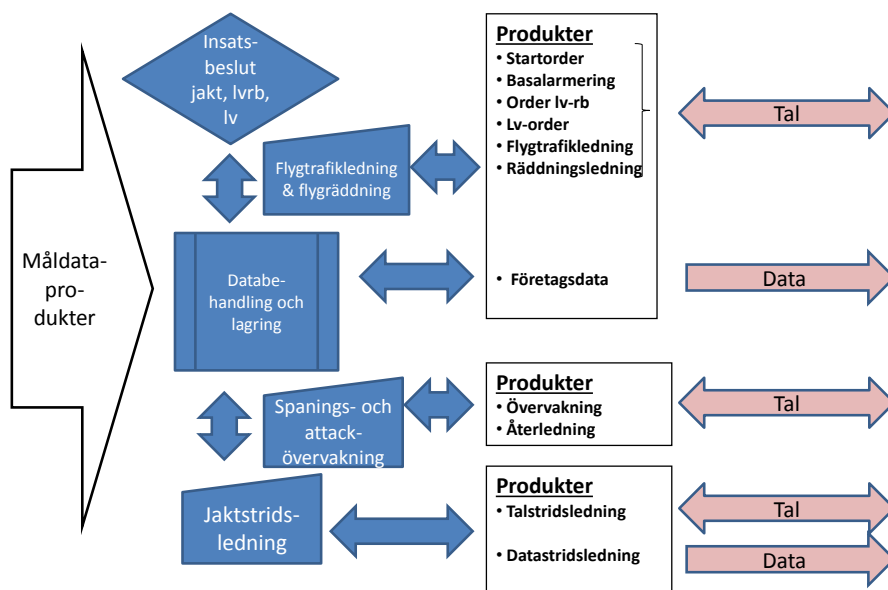 Måldata-
pro-
dukter
Insats-
beslut
jakt, lvrb,
lv
Flygtrafikledning
& flygräddning
Databe-
handling och
lagring
Spanings- och
attack-
övervakning
Jaktstrids-
ledning
Produkter
• Startorder
• Basalarmering
• Order lv-rb
• Lv-order
• Flygtrafikledning
• Räddningsledning
• Företagsdata
Tal
Data
Produkter
• Övervakning
• Återledning
Tal
Produkter
• Talstridsledning
• Datastridsledning
Tal
Data